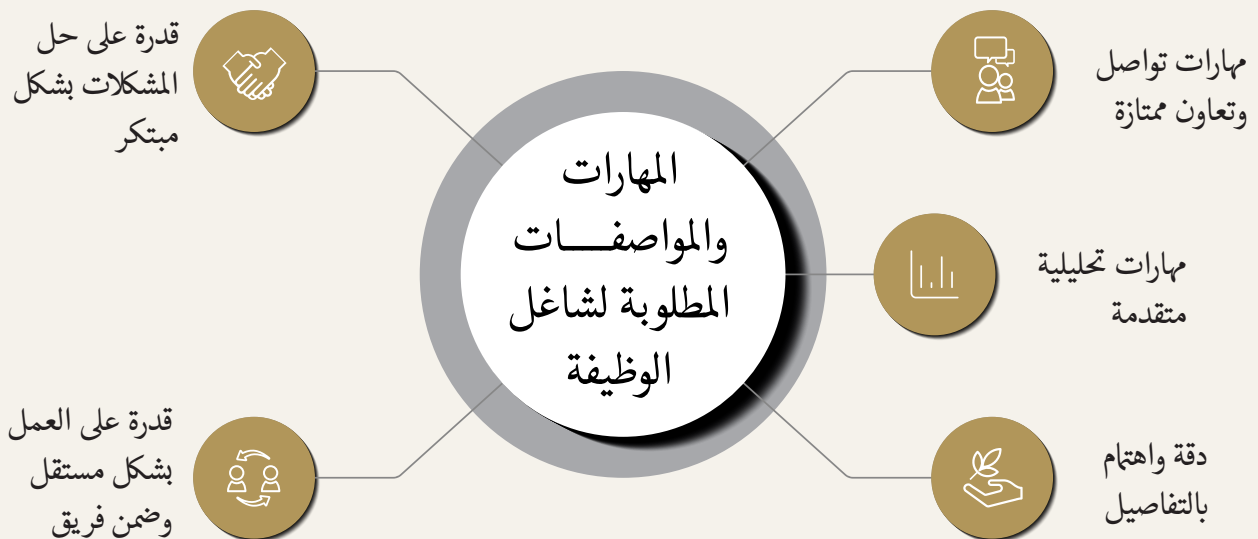 المهارات
والمواصفـــات
المطلوبة لشاغل
الوظيفة
مهارات تواصل
وتعاون ممتازة
مهارات تحليلية
متقدمة
دقة واهتمام
بالتفاصيل
قدرة على حل
المشكلات بشكل
مبتكر
قدرة على العمل
بشكل مستقل
وضمن فريق